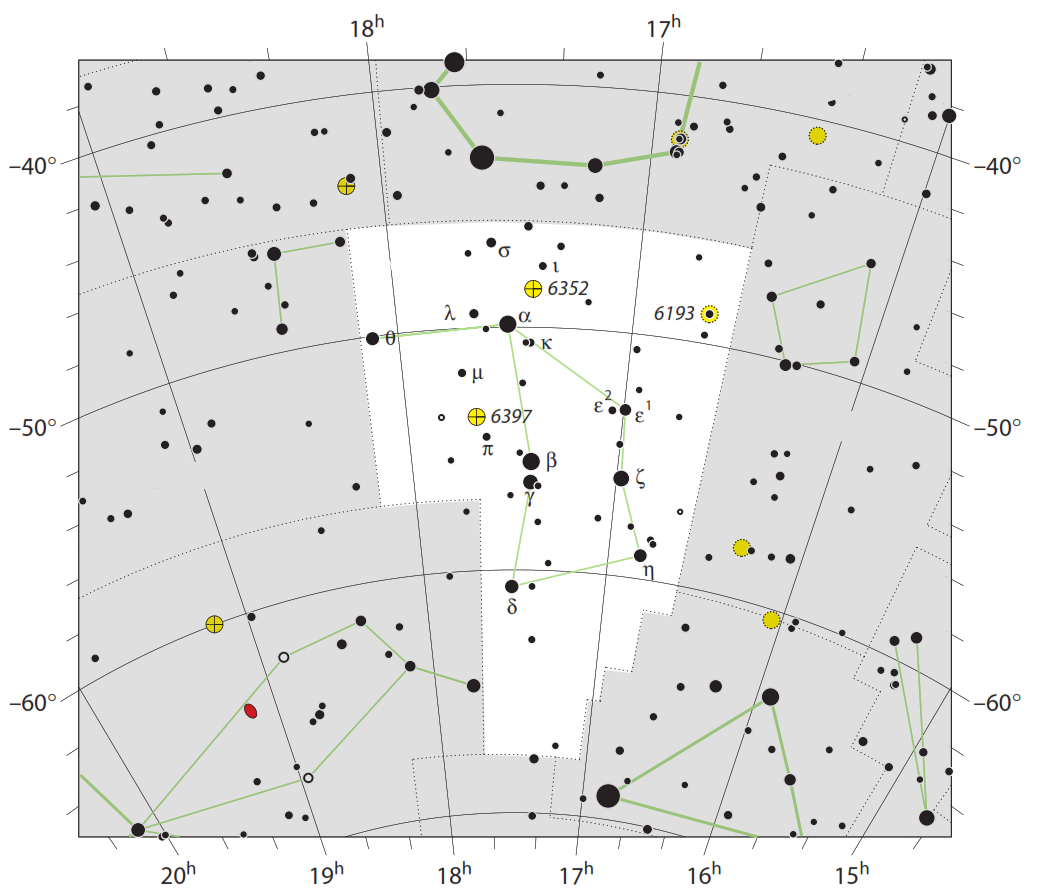 18ʰ 17ʰ
–40° –40°
σ
ι
6352
6193
λ α
θ κ
μ
ε² ε¹
6397
–50° –50°
π β
ζ
γ
η
δ
–60° –60°
20ʰ 19ʰ 18ʰ 17ʰ 16ʰ 15ʰ